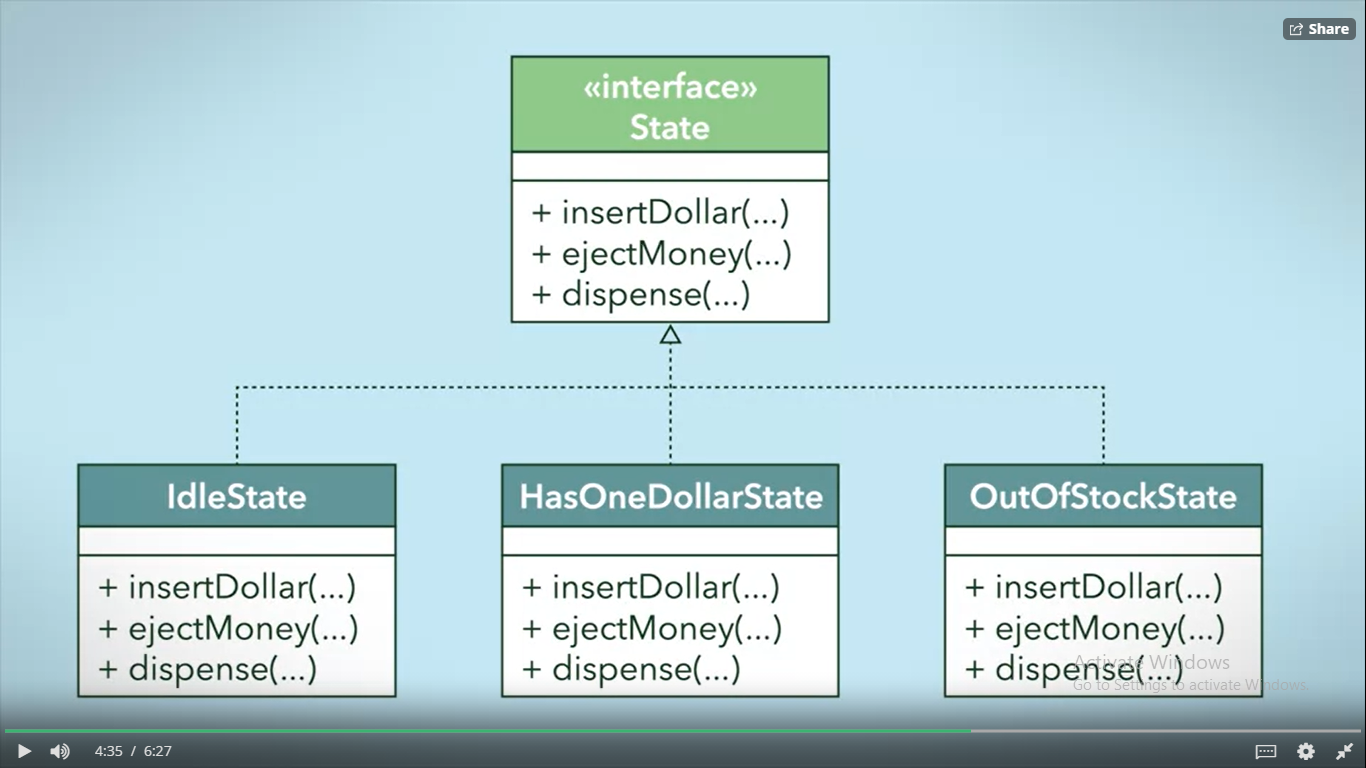 Share
«interface»
State
+ insertDollar(...)
+ ejectMoney(...)
+ dispense(...)
IdleState
+ insertDollar(...)
+ ejectMoney(...)
+ dispense(...)
HasOneDollarState
+ insertDollar(...)
+ ejectMoney(...)
+ dispense(...)
OutOfStockState
+ insertDollar(...)
+ ejectMoney(...)
+ dispense(...)
Activate Windows
Go to Settings to activate Windows.
4:35 / 6:27